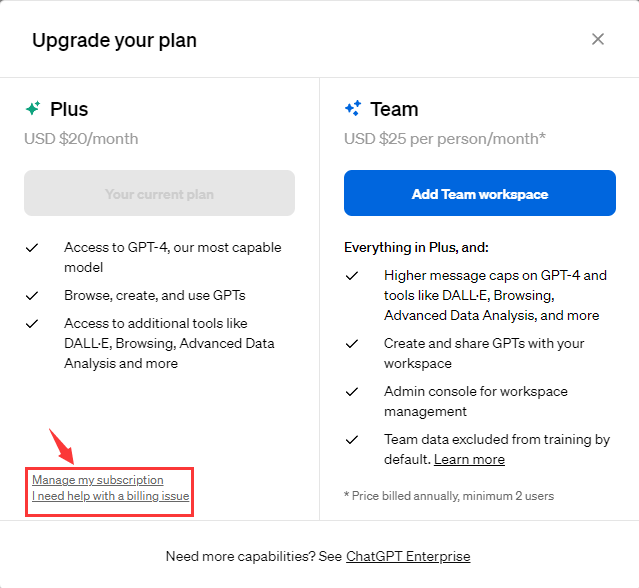 Upgrade your plan
Plus
USD $20/month
Your current plan
Access to GPT-4, our most capable
model
Browse, create, and use GPTs
Access to additional tools like
DALL·E, Browsing, Advanced Data
Analysis and more
Manage my subscription
I need help with a billing issue
Team
USD $25 per person/month*
Add Team workspace
Everything in Plus, and:
Higher message caps on GPT-4 and
tools like DALL·E, Browsing,
Advanced Data Analysis, and more
Create and share GPTs with your
workspace
Admin console for workspace
management
Team data excluded from training by
default. Learn more
* Price billed annually, minimum 2 users
Need more capabilities? See ChatGPT Enterprise